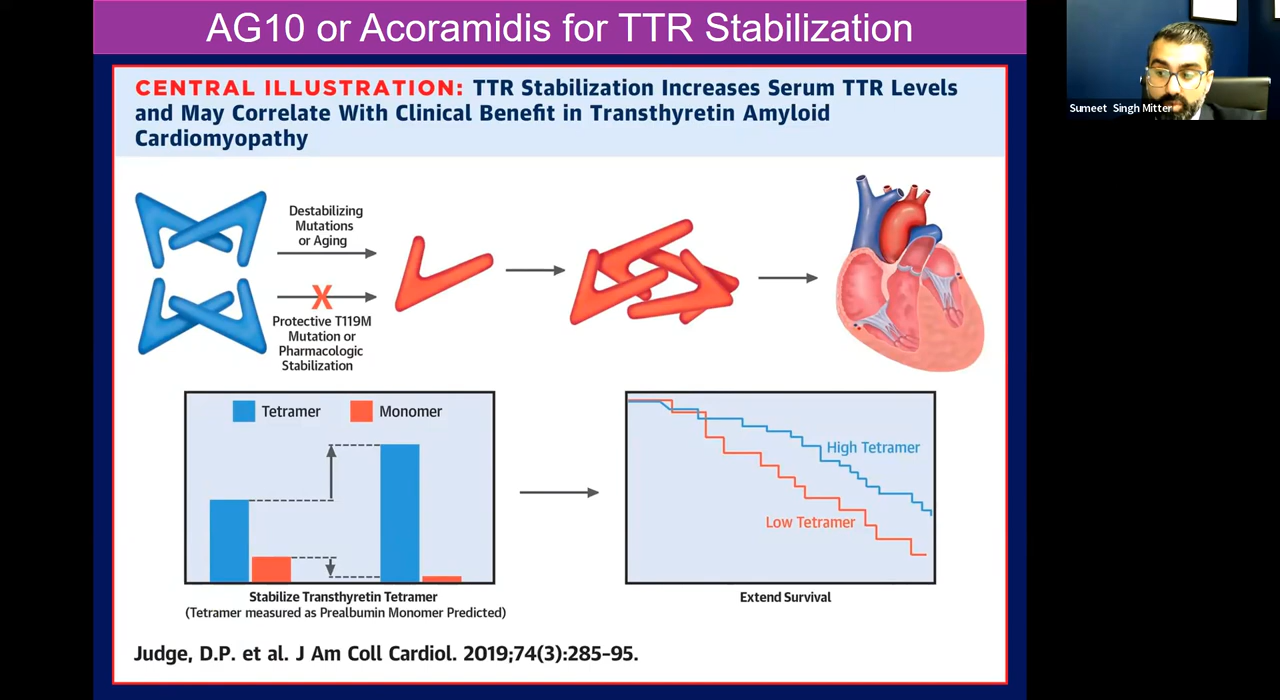 AG10 or Acoramidis for TTR Stabilization
CENTRAL ILLUSTRATION: TTR Stabilization Increases Serum TTR Levels
and May Correlate With Clinical Benefit in Transthyretin Amyloid
Cardiomyopathy
Destabilizing
Mutations
or Aging
X
Protective T119M
Mutation or
Pharmacologic
Stabilization
Tetramer
Monomer
Stabilize Transthyretin Tetramer
(Tetramer measured as Prealbumin Monomer Predicted)
High Tetramer
Low Tetramer
Extend Survival
Judge, D.P. et al. J Am Coll Cardiol. 2019;74(3):285-95.
Sumeet Singh Mitter